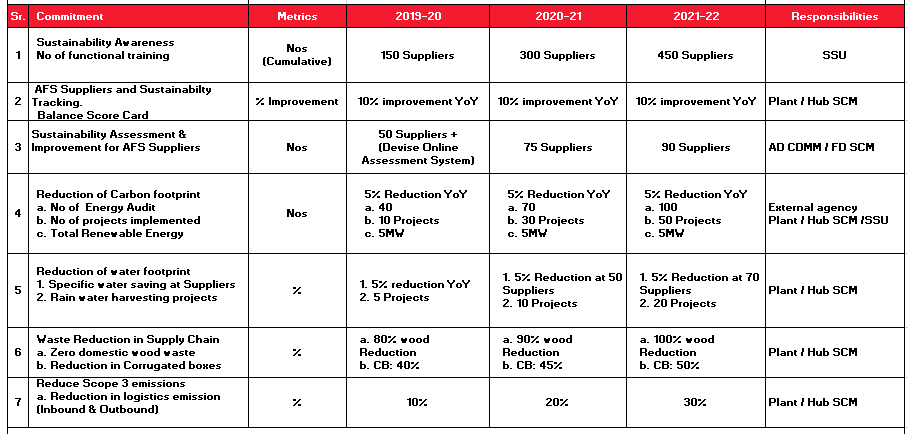 Sr. Commitment Metrics 2019-20 2020-21 2021-22 Responsibilities
1 Sustainability Awareness
No of functional training
Nos
(Cumulative)
150 Suppliers 300 Suppliers 450 Suppliers SSU
2 AFS Suppliers and Sustainabilty
Tracking.
Balance Score Card
% Improvement 10% improvement YoY 10% improvement YoY 10% improvement YoY Plant / Hub SCM
3 Sustainability Assessment &
Improvement for AFS Suppliers
Nos
50 Suppliers +
(Devise Online
Assessment System)
75 Suppliers 90 Suppliers AD CDMM / FD SCM
4 Reduction of Carbon footprint
a. No of Energy Audit
b. No of projects implemented
c. Total Renewable Energy
Nos
5% Reduction YoY
a. 40
b. 10 Projects
c. 5MW
5% Reduction YoY
a. 70
b. 30 Projects
c. 5MW
5% Reduction YoY
a. 100
b. 50 Projects
c. 5MW
External agency
Plant / Hub SCM /SSU
5 Reduction of water footprint
1. Specific water saving at Suppliers
2. Rain water harvesting projects
%
1. 5% reduction YoY
2. 5 Projects
1. 5% Reduction at 50
Suppliers
2. 10 Projects
1. 5% Reduction at 70
Suppliers
2. 20 Projects
Plant / Hub SCM
6 Waste Reduction in Supply Chain
a. Zero domestic wood waste
b. Reduction in Corrugated boxes
%
a. 80% wood
Reduction
b. CB: 40%
a. 90% wood
Reduction
b. CB: 45%
a. 100% wood
Reduction
b. CB: 50%
Plant / Hub SCM
7 Reduce Scope 3 emissions
a. Reduction in logistics emission
(Inbound & Outbound)
% 10% 20% 30% Plant / Hub SCM